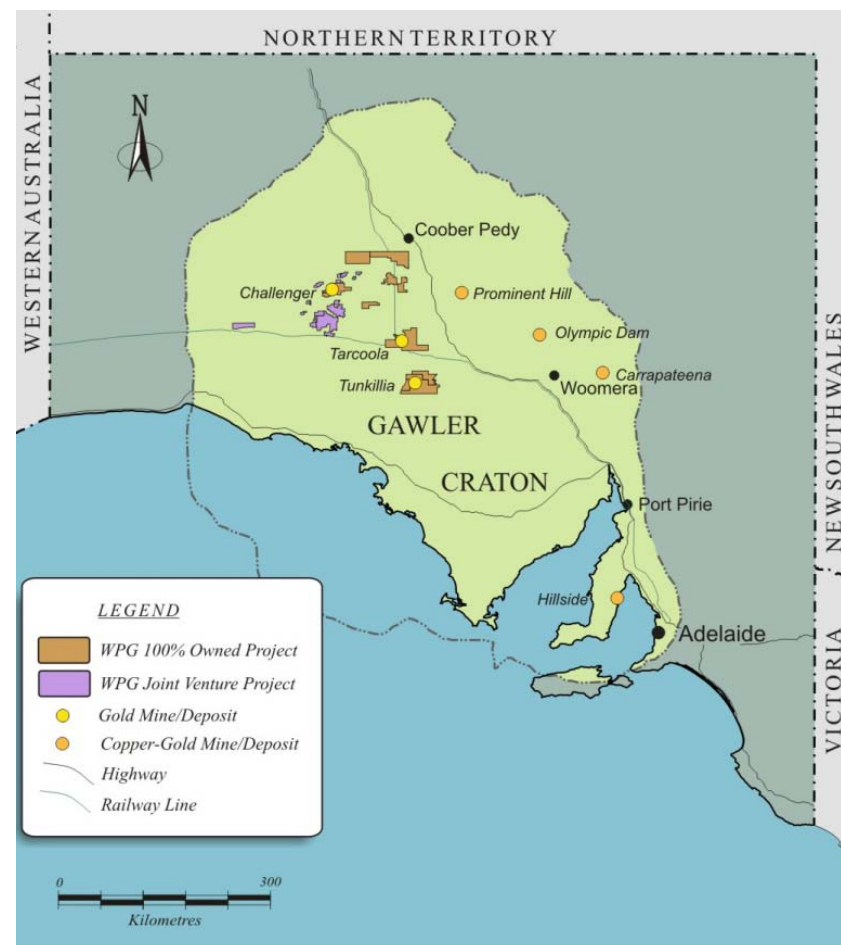 NORTHERN TERRITORY
WESTERN AUSTRALIA
N
Coober Pedy
Challenger
Prominent Hill
Olympic Dam
Tarcoola
Carrapateena
Tunkillia
Woomera
GAWLER
CRATON
NEW SOUTH WALES
Port Pirie
Hillside
Adelaide
VICTORIA
LEGEND
WPG 100% Owned Project
WPG Joint Venture Project
Gold Mine/Deposit
Copper-Gold Mine/Deposit
Highway
Railway Line
0 300
Kilometres